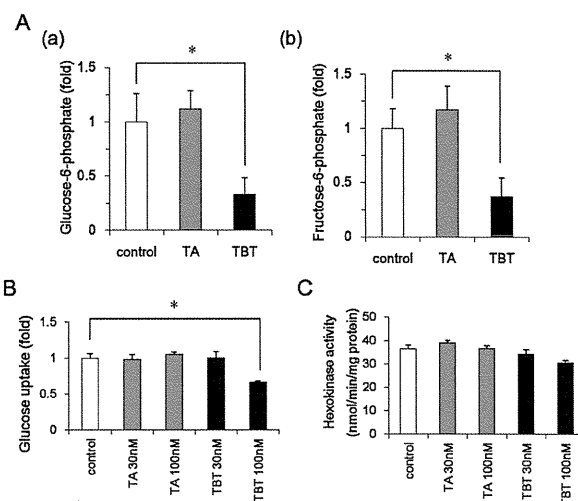 A
(a)
Glucose-6-phosphate (fold)
1.5
1
0.5
0
*
control TA TBT
(b)
Fructose-6-phosphate (fold)
1.5
1
0.5
0
*
control TA TBT
B
Glucose uptake (fold)
1.5
1
0.5
0
*
control
TA 30nM
TA 100nM
TBT 30nM
TBT 100nM
C
Hexokinase activity
(nmol/min/mg protein)
50
40
30
20
10
0
control
TA 30nM
TA 100nM
TBT 30nM
TBT 100nM